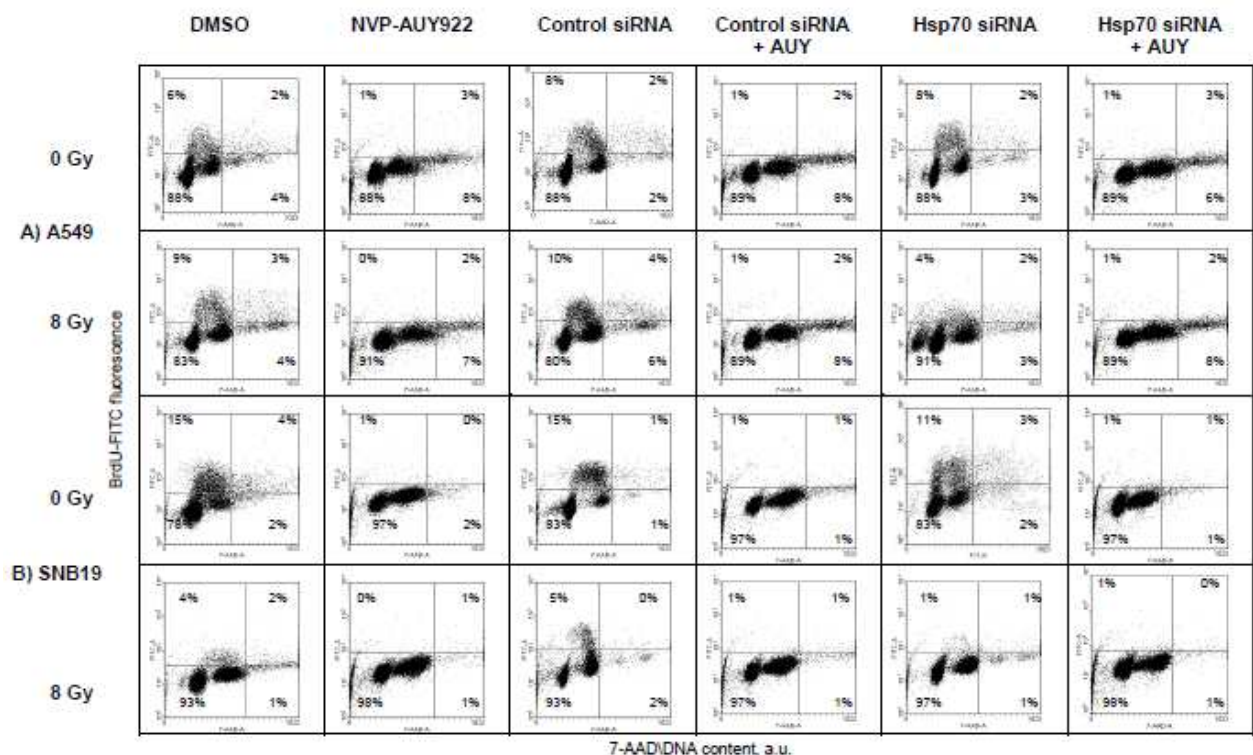 DMSO NVP-AUY922 Control siRNA Control siRNA + AUY Hsp70 siRNA Hsp70 siRNA + AUY
6% 2% 1% 3% 8% 2% 1% 2% 8% 2% 1% 3%
0 Gy
88% 4% 88% 8% 88% 2% 89% 8% 88% 3% 89% 6%
7-AAD-A
A) A549
9% 3% 0% 2% 10% 4% 1% 2% 4% 2% 1% 2%
8 Gy
83% 4% 91% 7% 80% 6% 89% 8% 91% 3% 89% 8%
BrdU-FITC fluorescence
15% 4% 1% 0% 15% 1% 1% 1% 11% 3% 1% 1%
0 Gy
78% 2% 97% 2% 83% 1% 97% 1% 83% 2% 97% 1%
B) SNB19
4% 2% 0% 1% 5% 0% 1% 1% 1% 1% 1% 0%
8 Gy
93% 1% 98% 1% 93% 2% 97% 1% 97% 1% 98% 1%
7-AAD\DNA content, a.u.